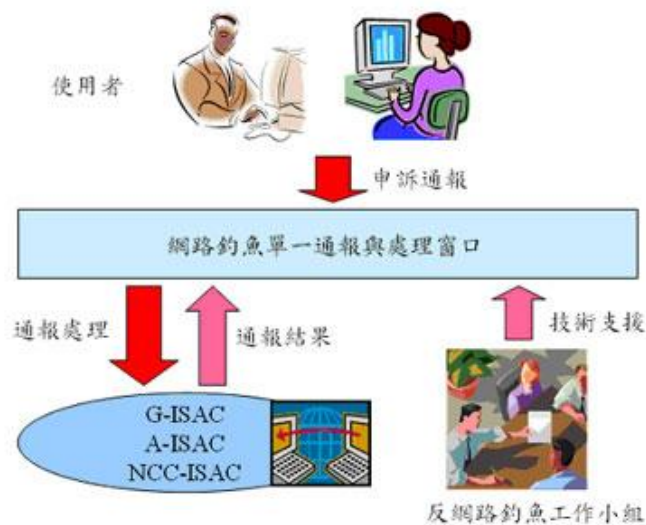 使用者
申訴通報
網路釣魚單一通報與處理窗口
通報處理
通報結果
技術支援
G-ISAC
A-ISAC
NCC-ISAC
反網路釣魚工作小組